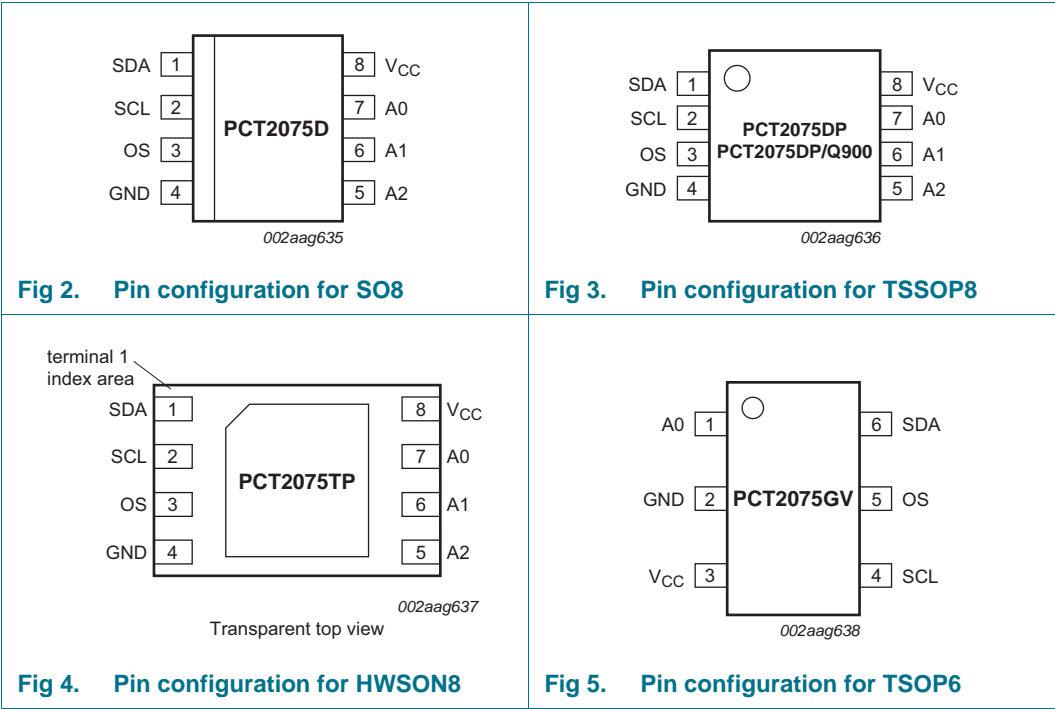 SDA 1 8 VCC
SCL 2 7 A0
PCT2075D
OS 3 6 A1
GND 4 5 A2
002aag635
Fig 2. Pin configuration for SO8
SDA 1 8 VCC
SCL 2 7 A0
PCT2075DP
OS 3 PCT2075DP/Q900 6 A1
GND 4 5 A2
002aag636
Fig 3. Pin configuration for TSSOP8
terminal 1
index area
SDA 1 8 VCC
SCL 2 7 A0
PCT2075TP
OS 3 6 A1
GND 4 5 A2
002aag637
Transparent top view
Fig 4. Pin configuration for HWSON8
A0 1 6 SDA
GND 2 PCT2075GV 5 OS
VCC 3 4 SCL
002aag638
Fig 5. Pin configuration for TSOP6